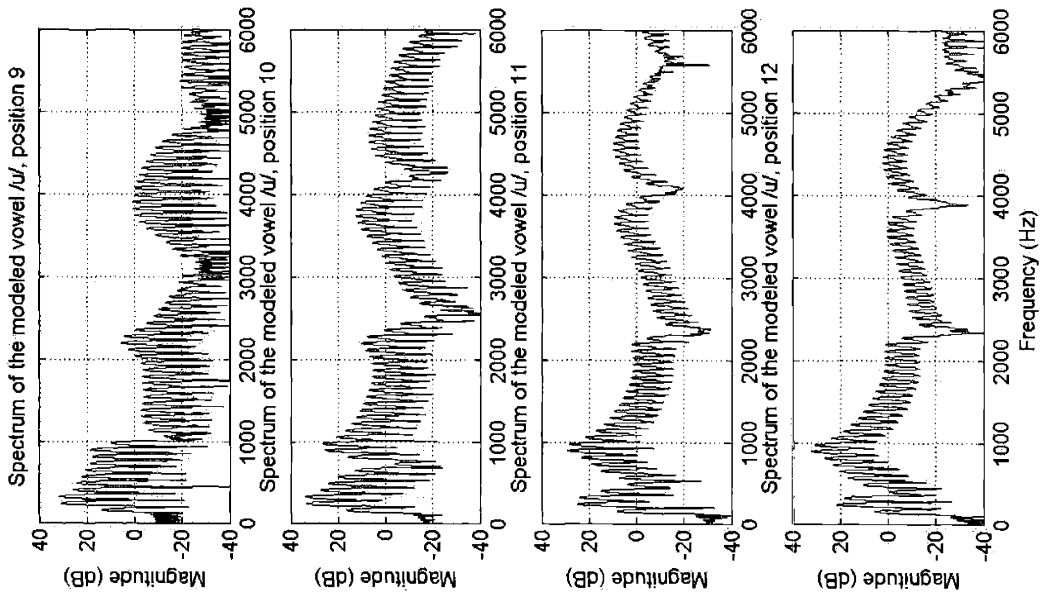 Spectrum of the modeled vowel /u/, position 9
Magnitude (dB)
40
20
0
-20
-40
0 1000 2000 3000 4000 5000 6000
Spectrum of the modeled vowel /u/, position 10
Magnitude (dB)
40
20
0
-20
-40
0 1000 2000 3000 4000 5000 6000
Spectrum of the modeled vowel /u/, position 11
Magnitude (dB)
40
20
0
-20
-40
0 1000 2000 3000 4000 5000 6000
Spectrum of the modeled vowel /u/, position 12
Magnitude (dB)
40
20
0
-20
-40
0 1000 2000 3000 4000 5000 6000
Frequency (Hz)